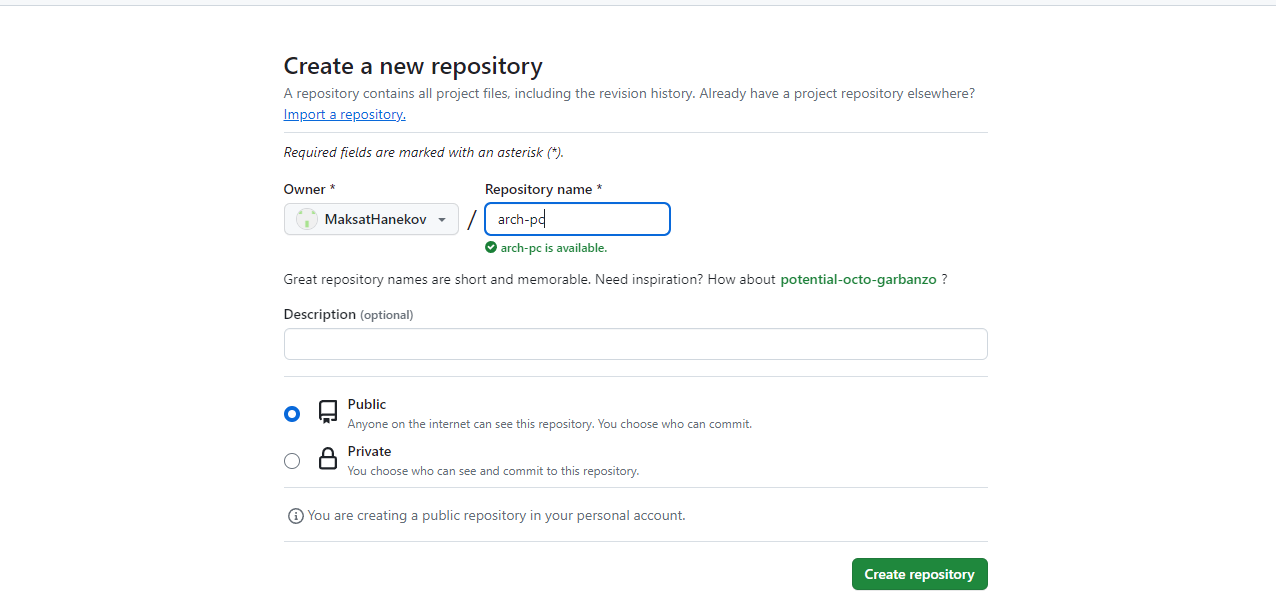 Create a new repository
A repository contains all project files, including the revision history. Already have a project repository elsewhere?
Import a repository.
Required fields are marked with an asterisk (*).
Owner * Repository name *
MaksatHanekov / arch-pc
arch-pc is available.
Great repository names are short and memorable. Need inspiration? How about potential-octo-garbanzo ?
Description (optional)
Public
Anyone on the internet can see this repository. You choose who can commit.
Private
You choose who can see and commit to this repository.
You are creating a public repository in your personal account.
Create repository